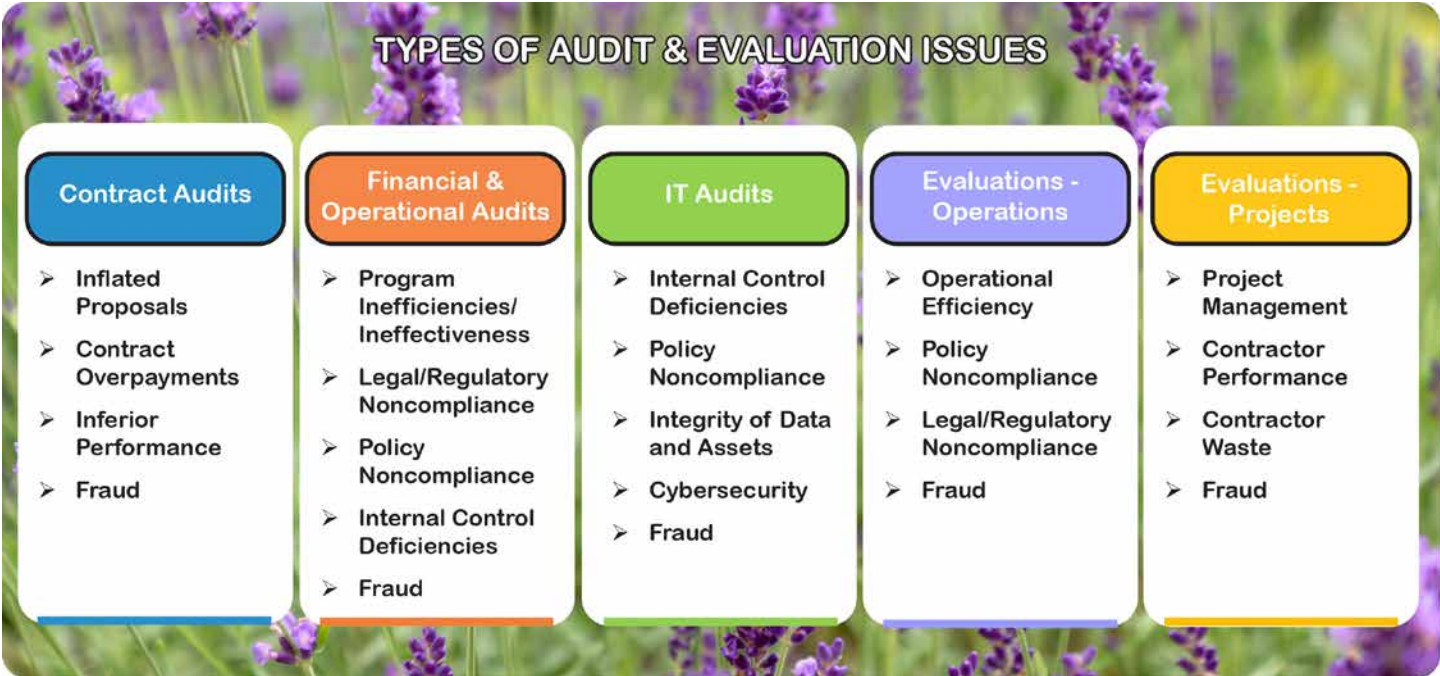 TYPES OF AUDIT & EVALUATION ISSUES
Contract Audits
Inflated
Proposals
Contract
Overpayments
Inferior
Performance
Fraud
Financial &
Operational Audits
Program
Inefficiencies/
Ineffectiveness
Legal/Regulatory
Noncompliance
Policy
Noncompliance
Internal Control
Deficiencies
Fraud
IT Audits
Internal Control
Deficiencies
Policy
Noncompliance
Integrity of Data
and Assets
Cybersecurity
Fraud
Evaluations -
Operations
Operational
Efficiency
Policy
Noncompliance
Legal/Regulatory
Noncompliance
Fraud
Evaluations -
Projects
Project
Management
Contractor
Performance
Contractor
Waste
Fraud